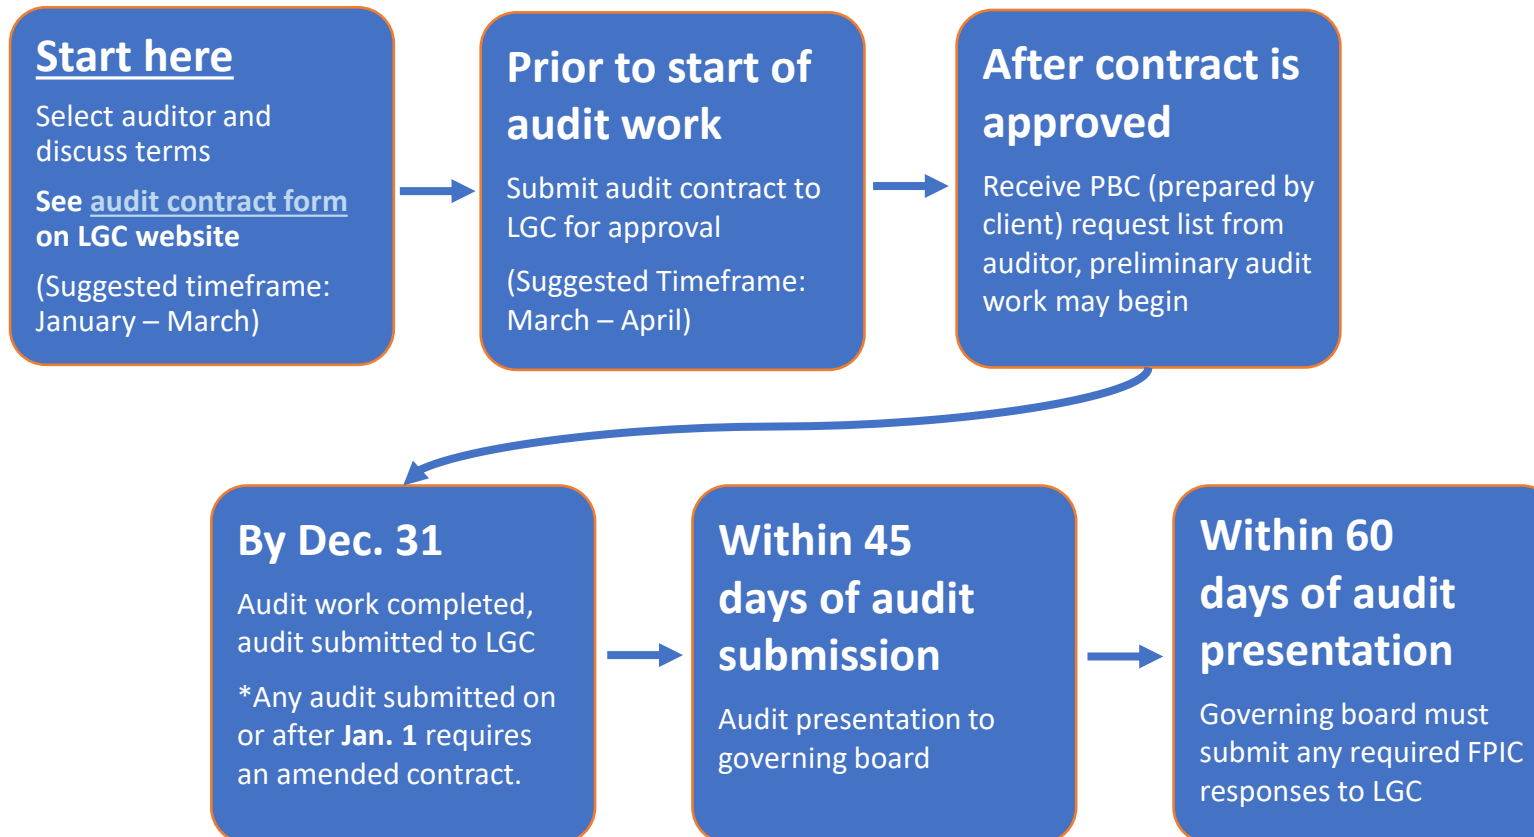 Start here
Select auditor and
discuss terms
See audit contract form
on LGC website
(Suggested timeframe:
January – March)
Prior to start of
audit work
Submit audit contract to
LGC for approval
(Suggested Timeframe:
March – April)
After contract is
approved
Receive PBC (prepared by
client) request list from
auditor, preliminary audit
work may begin
By Dec. 31
Audit work completed,
audit submitted to LGC
*Any audit submitted on
or after Jan. 1 requires
an amended contract.
Within 45
days of audit
submission
Audit presentation to
governing board
Within 60
days of audit
presentation
Governing board must
submit any required FPIC
responses to LGC